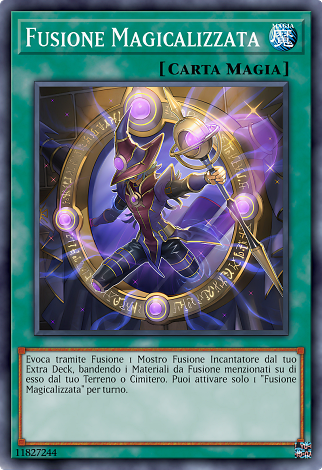 Fusione Magicalizzata
MAGIA
[Carta Magia]
Evoca tramite Fusione 1 Mostro Fusione Incantatore dal tuo
Extra Deck, bandendo i Materiali da Fusione menzionati su di
esso dal tuo Terreno o Cimitero. Puoi attivare solo 1 "Fusione
Magicalizzata" per turno.
11827244